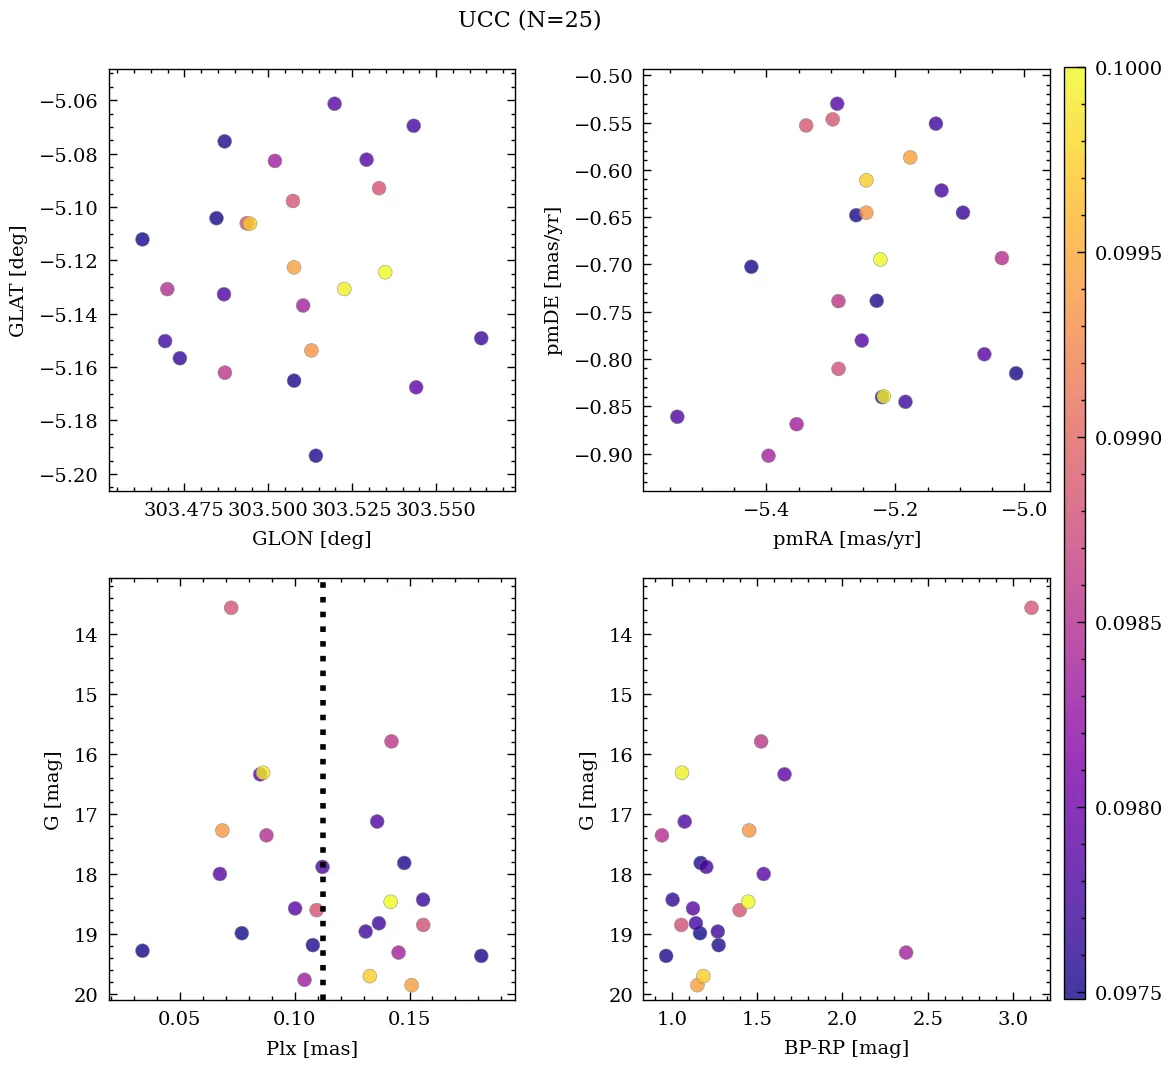 UCC (N=25)
−5.06
−5.08
−5.10
−5.12
−5.14
−5.16
−5.18
−5.20
GLAT [deg]
303.475 303.500 303.525 303.550
GLON [deg]
−0.50
−0.55
−0.60
−0.65
−0.70
−0.75
−0.80
−0.85
−0.90
pmDE [mas/yr]
−5.4 −5.2 −5.0
pmRA [mas/yr]
14
15
16
17
18
19
20
G [mag]
0.05 0.10 0.15
Plx [mas]
14
15
16
17
18
19
20
G [mag]
1.0 1.5 2.0 2.5 3.0
BP-RP [mag]
0.1000
0.0995
0.0990
0.0985
0.0980
0.0975